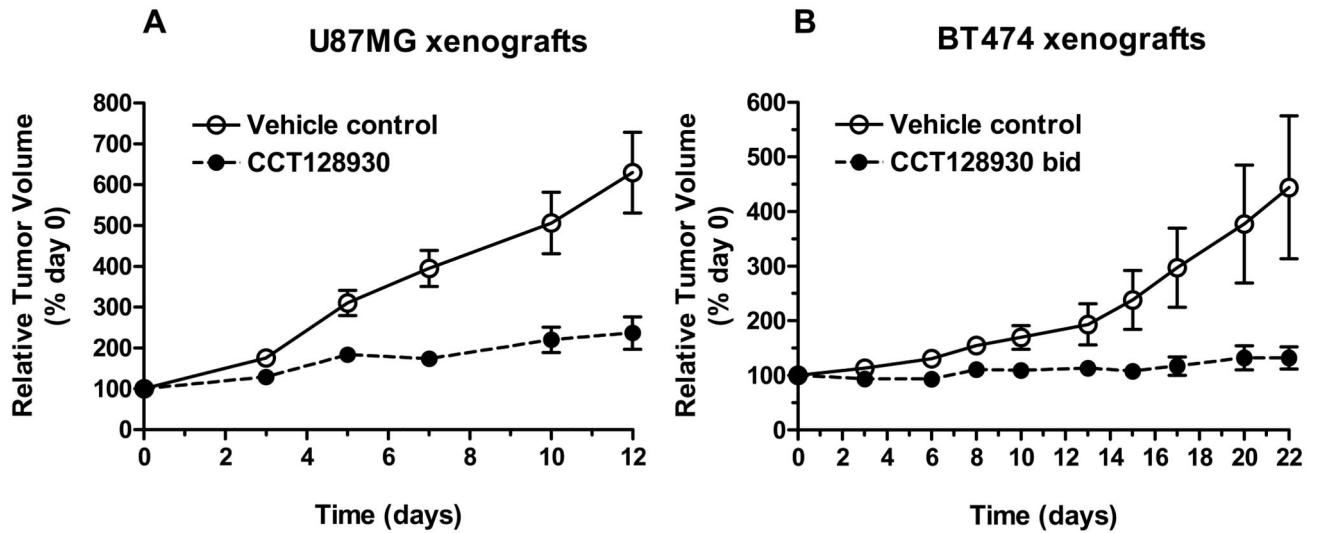 A
U87MG xenografts
Relative Tumor Volume
(% day 0)
800
700
600
500
400
300
200
100
0
Vehicle control
CCT128930
0 2 4 6 8 10 12
Time (days)
B
BT474 xenografts
Relative Tumor Volume
(% day 0)
600
500
400
300
200
100
0
Vehicle control
CCT128930 bid
0 2 4 6 8 10 12 14 16 18 20 22
Time (days)